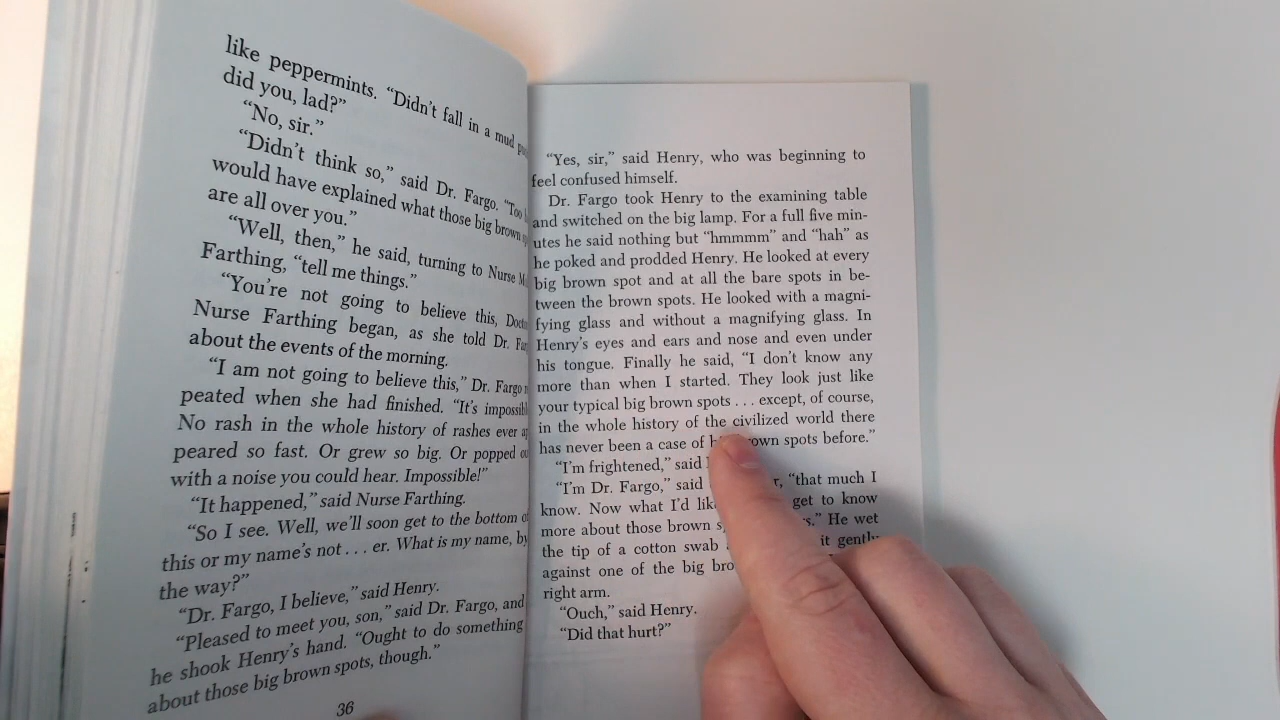 like peppermints. “Didn’t fall in a mud
did you, lad?”
“No, sir.”
“Didn’t think so,” said Dr. Fargo. “Too
would have explained what those big brown
are all over you.”
“Well, then,” he said, turning to Nurse
Farthing, “tell me things.”
“You’re not going to believe this,
Nurse Farthing began, as she told Dr.
about the events of the morning.
“I am not going to believe this,” Dr. Fargo
peated when she had finished. “It’s
No rash in the whole history of rashes ever
peared so fast. Or grew so big. Or popped
with a noise you could hear. Impossible!”
“It happened,” said Nurse Farthing.
“So I see. Well, we’ll soon get to the bottom
this or my name’s not . . . er. What is my name, by
the way?”
“Dr. Fargo, I believe,” said Henry.
“Pleased to meet you, son,” said Dr. Fargo, and
he shook Henry’s hand. “Ought to do something
about those big brown spots, though.”
36
“Yes, sir,” said Henry, who was beginning to
feel confused himself.
Dr. Fargo took Henry to the examining table
and switched on the big lamp. For a full five min-
utes he said nothing but “hmmmm” and “hah” as
he poked and prodded Henry. He looked at every
big brown spot and at all the bare spots in be-
tween the brown spots. He looked with a magni-
fying glass and without a magnifying glass. In
Henry’s eyes and ears and nose and even under
his tongue. Finally he said, “I don’t know any
more than when I started. They look just like
your typical big brown spots . . . except, of course,
in the whole history of the civilized world there
has never been a case of brown spots before.”
“I’m frightened,” said
“I’m Dr. Fargo,” said “that much I
know. Now what I’d get to know
more about those brown He wet
the tip of a cotton swab it gently
against one of the big
right arm.
“Ouch,” said Henry.
“Did that hurt?”